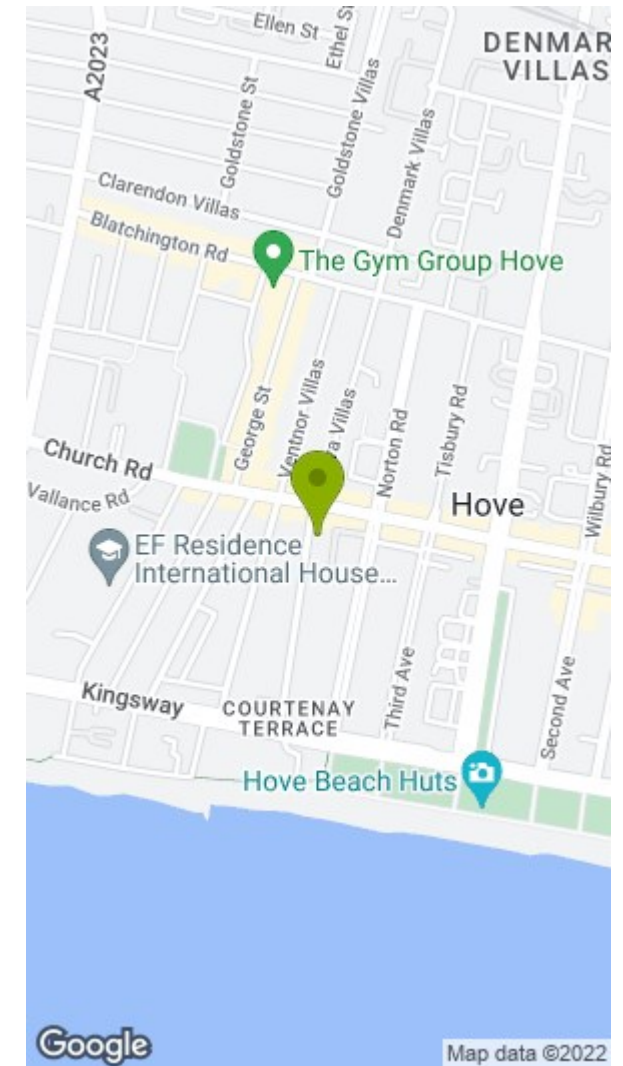 Ellen St
Ethel S
DENMAR
VILLAS
A2023
Goldstone St
Goldstone Villas
Denmark Villas
Clarendon Villas
Blatchington Rd
The Gym Group Hove
George St
Ventnor Villas
a Villas
Norton Rd
Tisbury Rd
Wilbury Rd
Church Rd
Vallance Rd
Hove
EF Residence
International House...
Third Ave
Second Ave
Kingsway
COURTENAY
TERRACE
Hove Beach Huts
Google
Map data ©2022